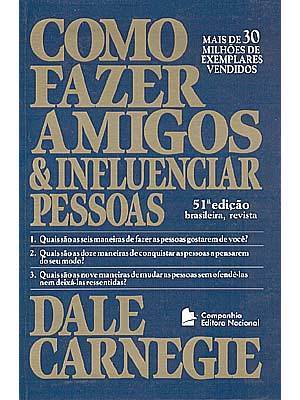 COMO
FAZER
AMIGOS
& INFLUENCIAR
PESSOAS
MAIS DE 30
MILHÕES DE
EXEMPLARES
VENDIDOS
51ª edição
brasileira, revista
1. Quais são as seis maneiras de fazer as pessoas gostarem de você?
2. Quais são as doze maneiras de conquistar as pessoas a pensarem
do seu modo?
3. Quais são as nove maneiras de mudar as pessoas sem ofendê-las
nem deixá-las ressentidas?
DALE
CARNEGIE
Companhia
Editora Nacional